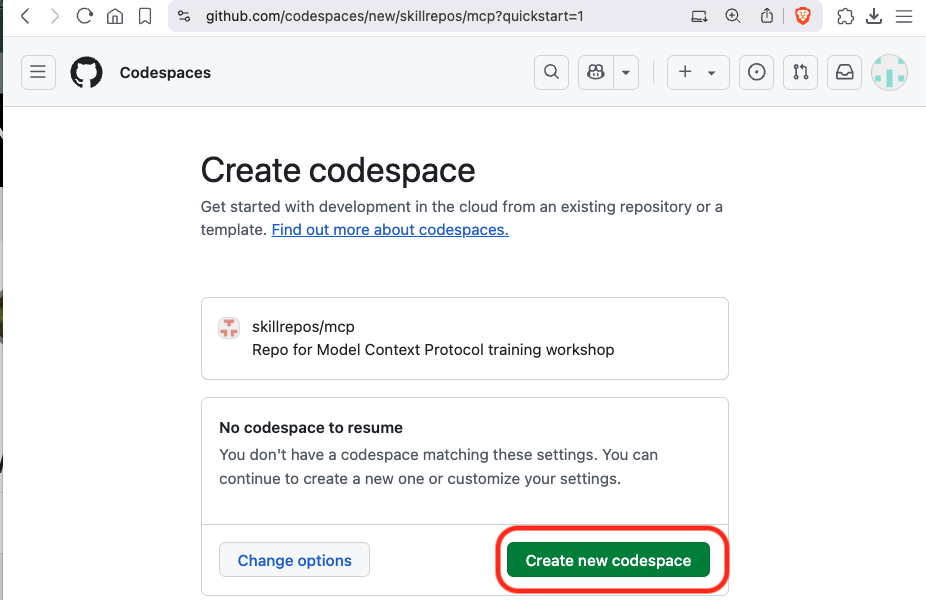 github.com/codespaces/new/skillrepos/mcp?quickstart=1
Codespaces
Create codespace
Get started with development in the cloud from an existing repository or a
template. Find out more about codespaces.
skillrepos/mcp
Repo for Model Context Protocol training workshop
No codespace to resume
You don't have a codespace matching these settings. You can
continue to create a new one or customize your settings.
Change options
Create new codespace